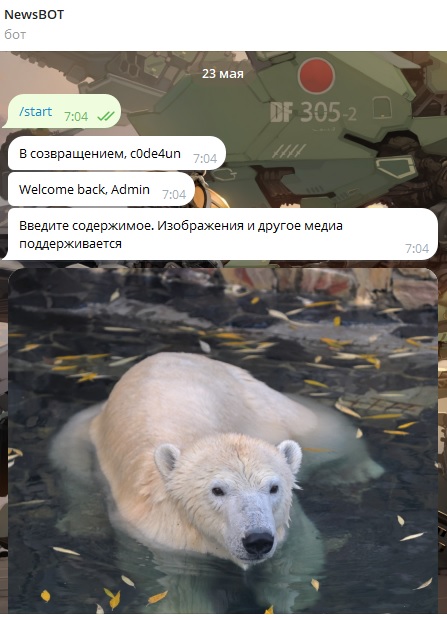 NewsBOT
бот
23 мая
DF 305-2
/start 7:04
В созвращением, c0de4un 7:04
Welcome back, Admin 7:04
Введите содержимое. Изображения и другое медиа
поддерживается 7:04